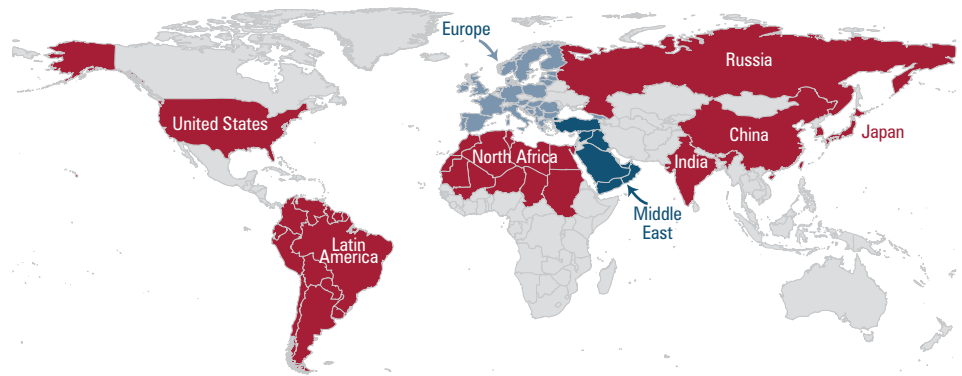 Europe
Russia
United States
China
Japan
North Africa
India
Middle
East
Latin
America